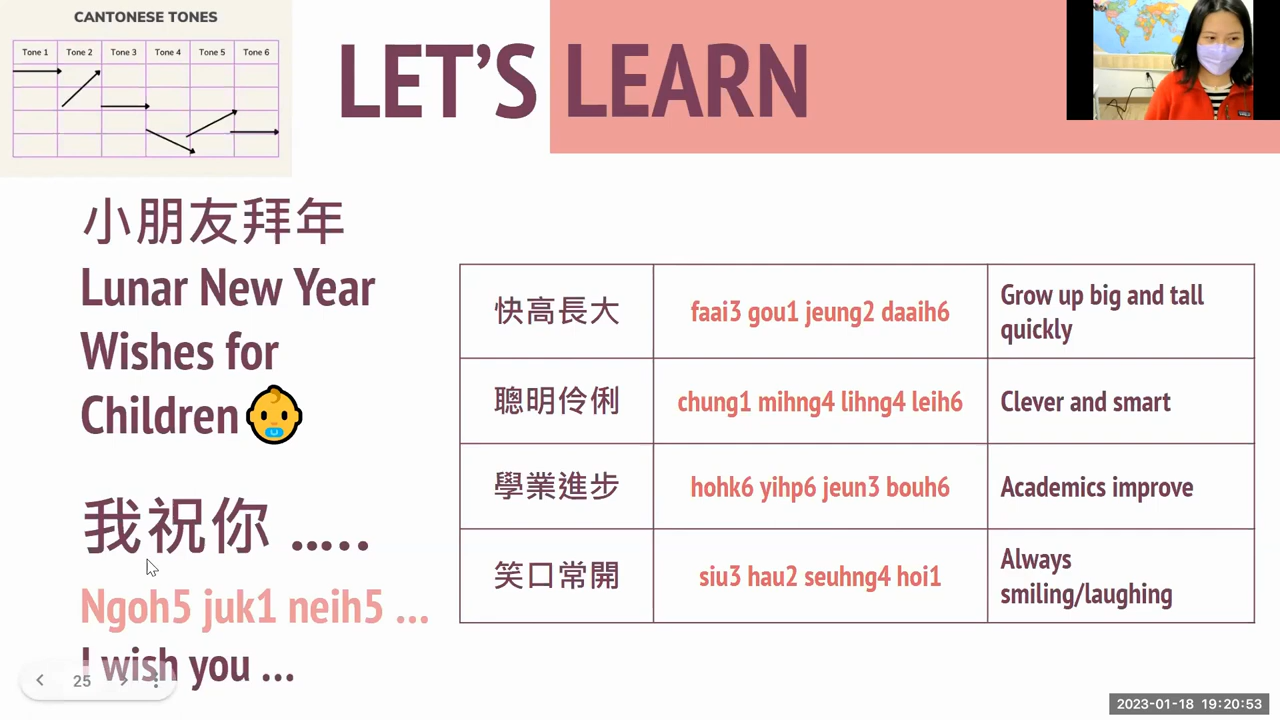 CANTONESE TONES
Tone 1 Tone 2 Tone 3 Tone 4 Tone 5 Tone 6
LET'S LEARN
小朋友拜年
Lunar New Year
Wishes for
Children
我祝你 .....
Ngoh5 juk1 neih5 ...
I wish you ...
快高長大 faai3 gou1 jeung2 daaih6 Grow up big and tall
quickly
聰明伶俐 chung1 mihng4 lihng4 leih6 Clever and smart
學業進步 hohk6 yihp6 jeun3 bouh6 Academics improve
笑口常開 siu3 hau2 seuhng4 hoi1 Always
smiling/laughing
25
2023-01-18 19:20:53